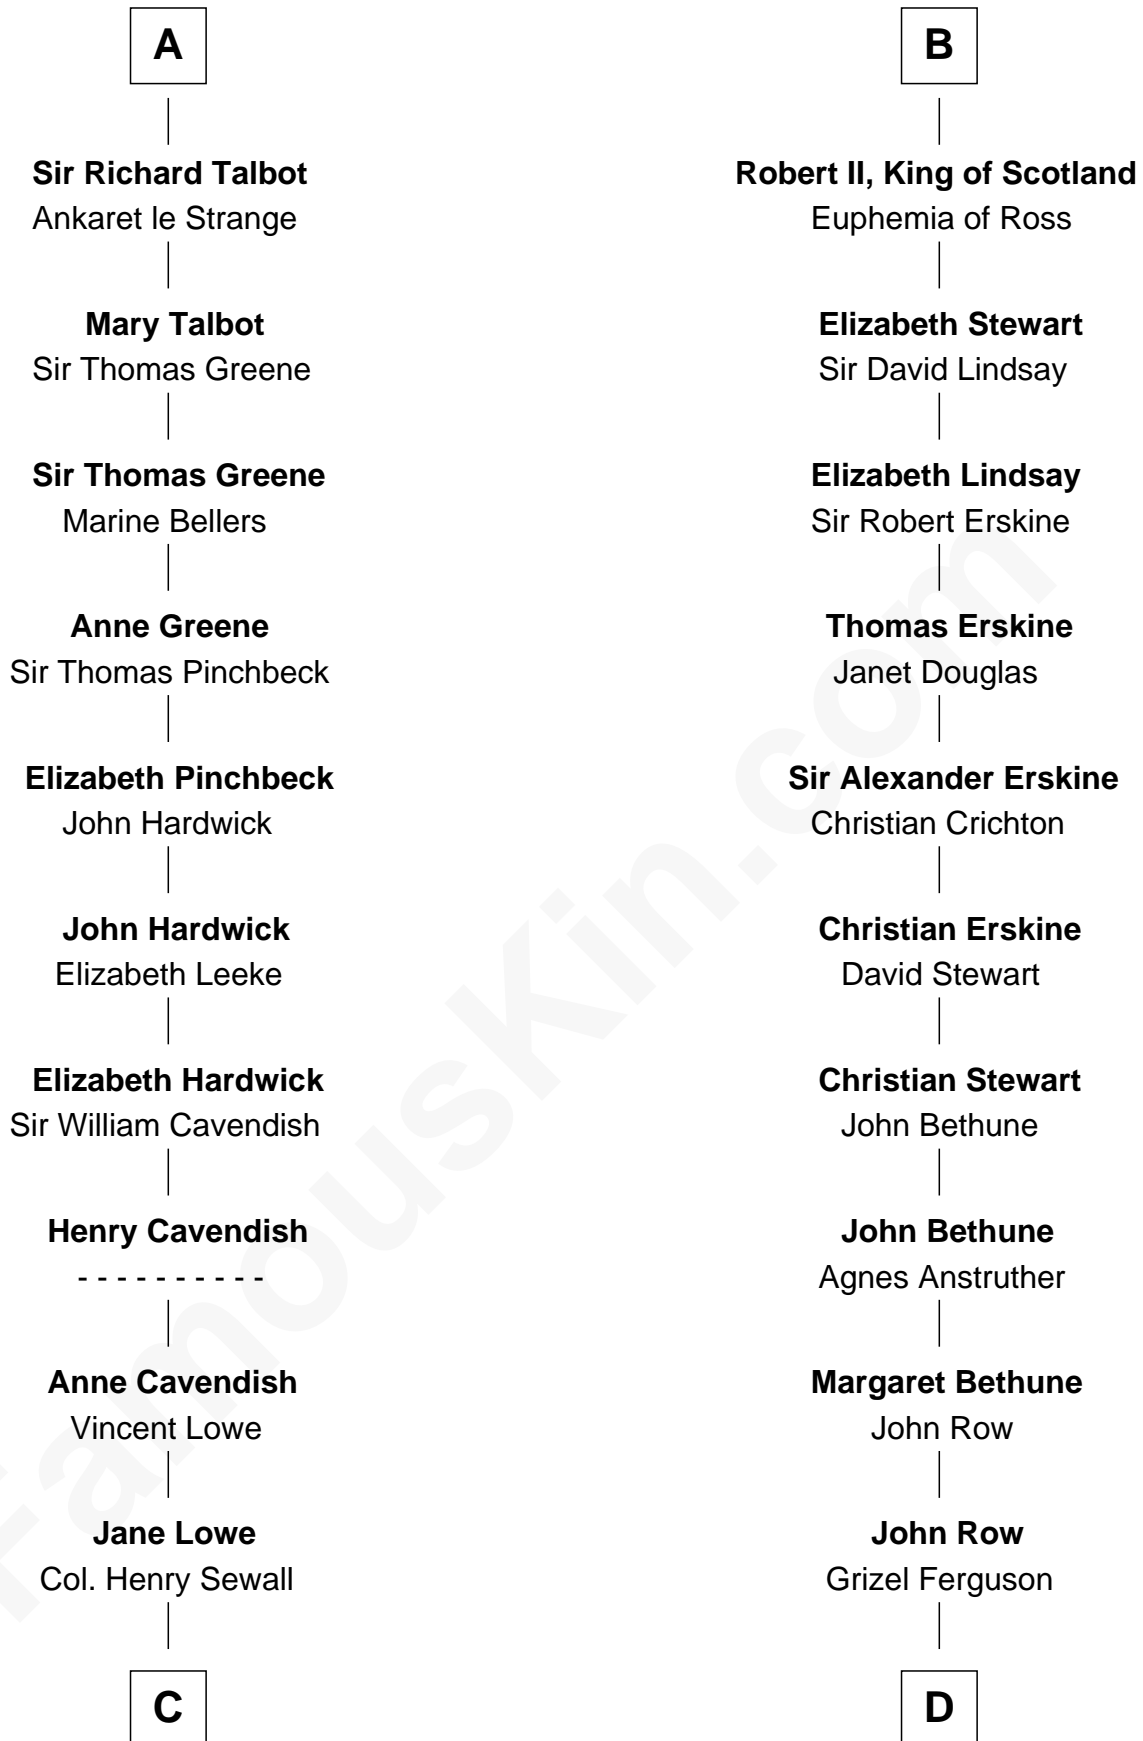 A
Sir Richard Talbot
Ankaret le Strange
Mary Talbot
Sir Thomas Greene
Sir Thomas Greene
Marine Bellers
Anne Greene
Sir Thomas Pinchbeck
Elizabeth Pinchbeck
John Hardwick
John Hardwick
Elizabeth Leeke
Elizabeth Hardwick
Sir William Cavendish
Henry Cavendish
- - - - - - - - - -
Anne Cavendish
Vincent Lowe
Jane Lowe
Col. Henry Sewall
C
B
Robert II, King of Scotland
Euphemia of Ross
Elizabeth Stewart
Sir David Lindsay
Elizabeth Lindsay
Sir Robert Erskine
Thomas Erskine
Janet Douglas
Sir Alexander Erskine
Christian Crichton
Christian Erskine
David Stewart
Christian Stewart
John Bethune
John Bethune
Agnes Anstruther
Margaret Bethune
John Row
John Row
Grizel Ferguson
D
FamousKin.com